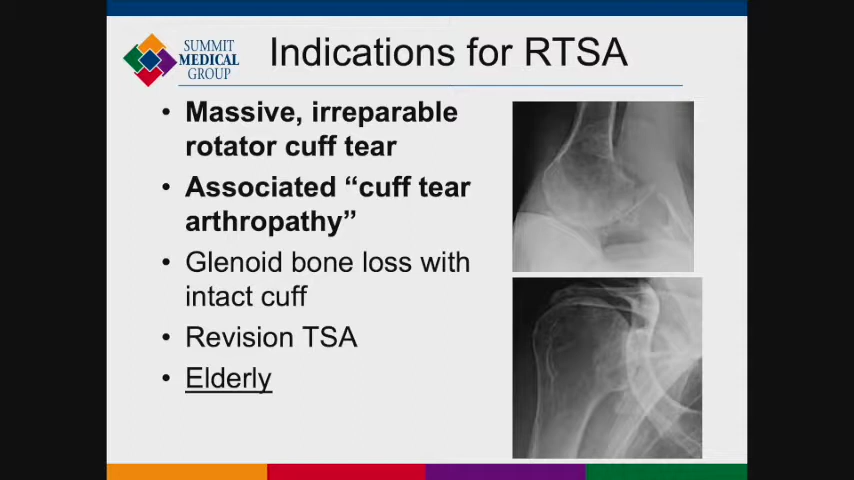 SUMMIT
MEDICAL
GROUP
Indications for RTSA
• Massive, irreparable
rotator cuff tear
• Associated “cuff tear
arthropathy”
• Glenoid bone loss with
intact cuff
• Revision TSA
• Elderly